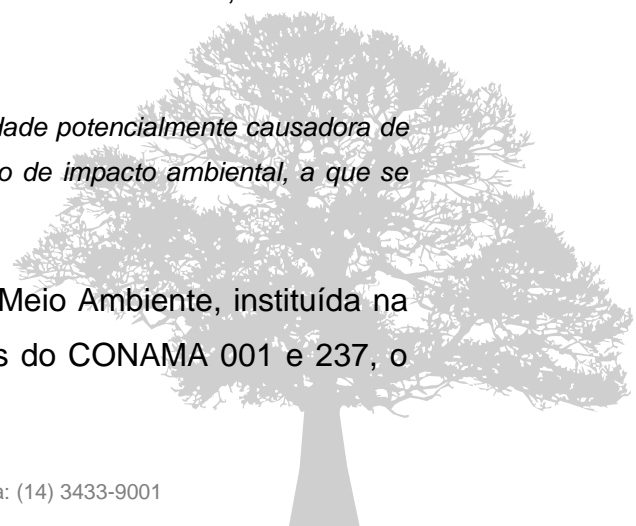 dade potencialmente causadora de
o de impacto ambiental, a que se
Meio Ambiente, instituída na
s do CONAMA 001 e 237, o
a: (14) 3433-9001